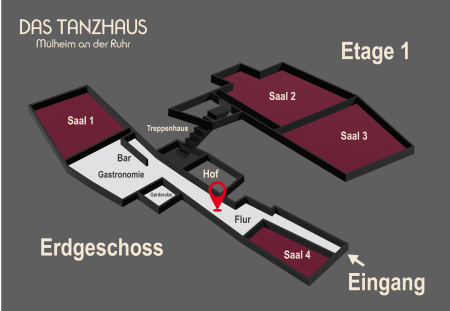 DAS TANZHAUS
Mülheim an der Ruhr
Etage 1
Saal 2
Saal 1
Treppenhaus
Saal 3
Bar
Gastronomie
Hof
Garderobe
Flur
Erdgeschoss
Saal 4
Eingang